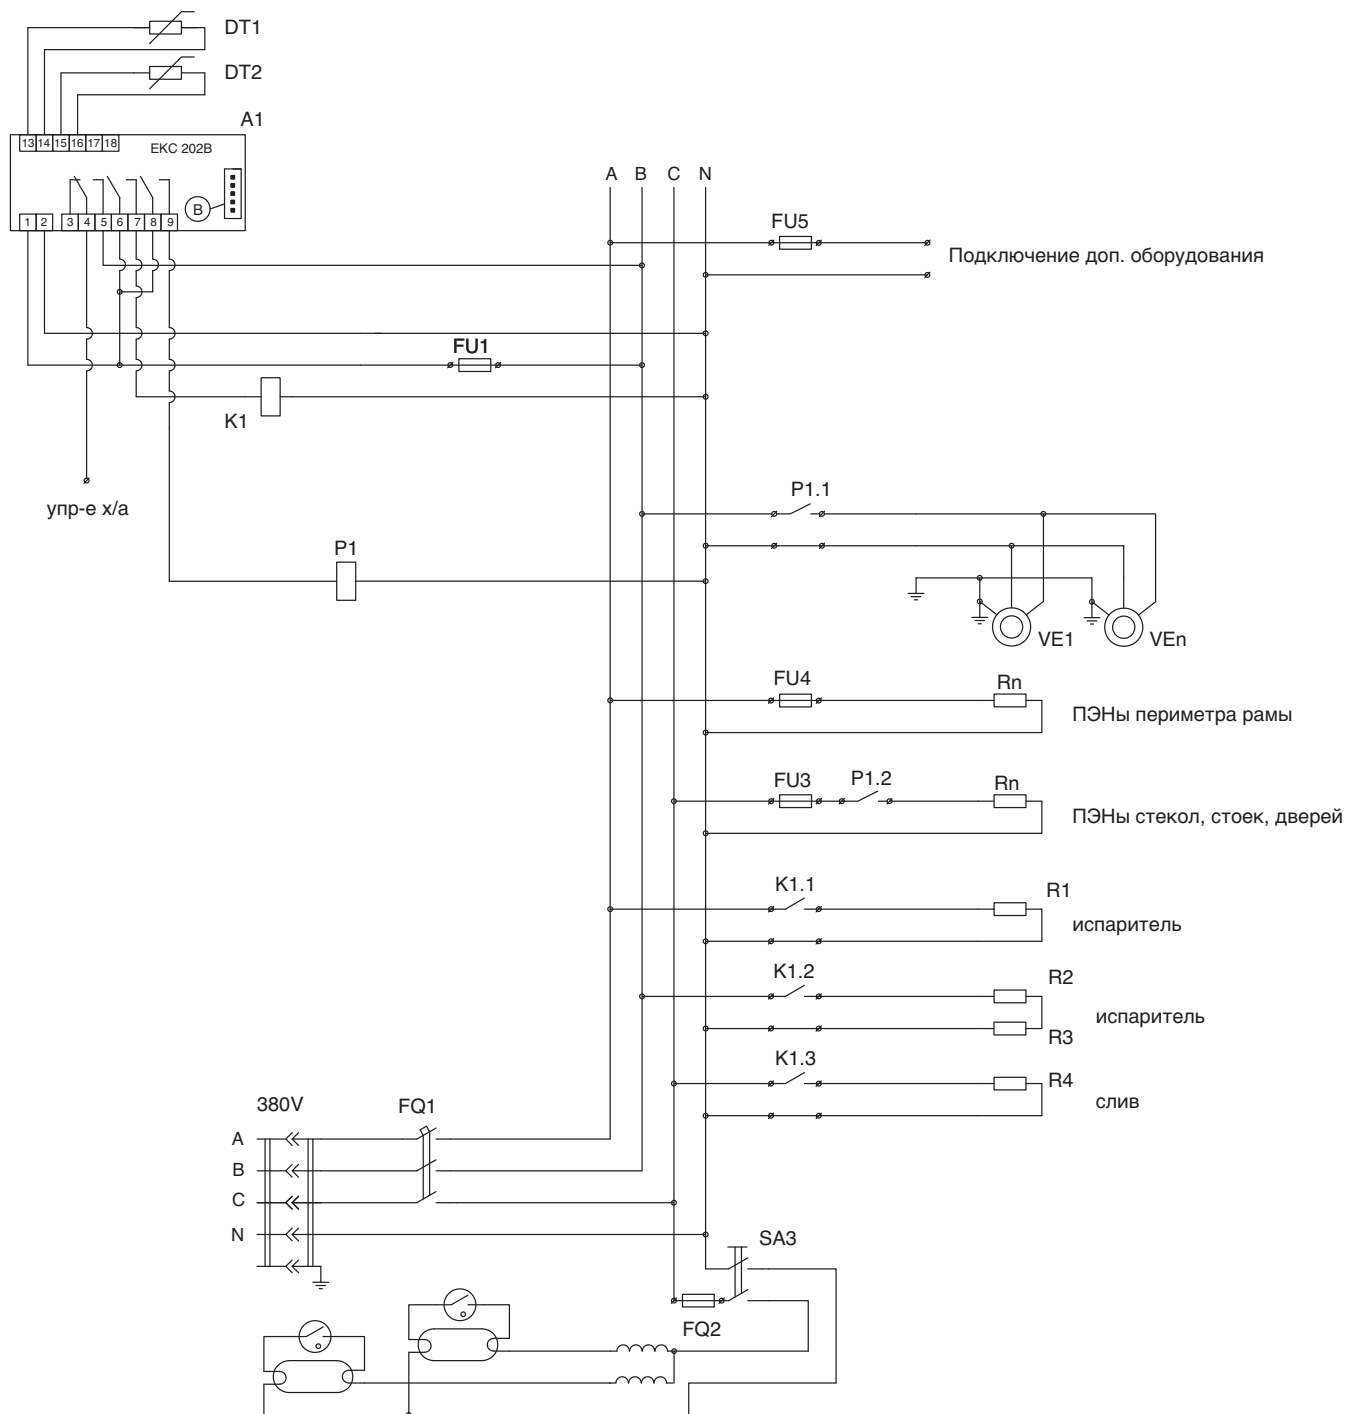 DT1
DT2
A1
13 14 15 16 17 18
EKC 202B
B
1 2 3 4 5 6 7 8 9
A B C N
FU5
Подключение доп. оборудования
FU1
K1
упр-е х/а
P1.1
P1
VE1
VEn
FU4
Rn
ПЭНы периметра рамы
FU3
P1.2
Rn
ПЭНы стекол, стоек, дверей
K1.1
R1
испаритель
K1.2
R2
испаритель
R3
K1.3
R4
слив
380V
FQ1
A
B
C
N
SA3
FQ2